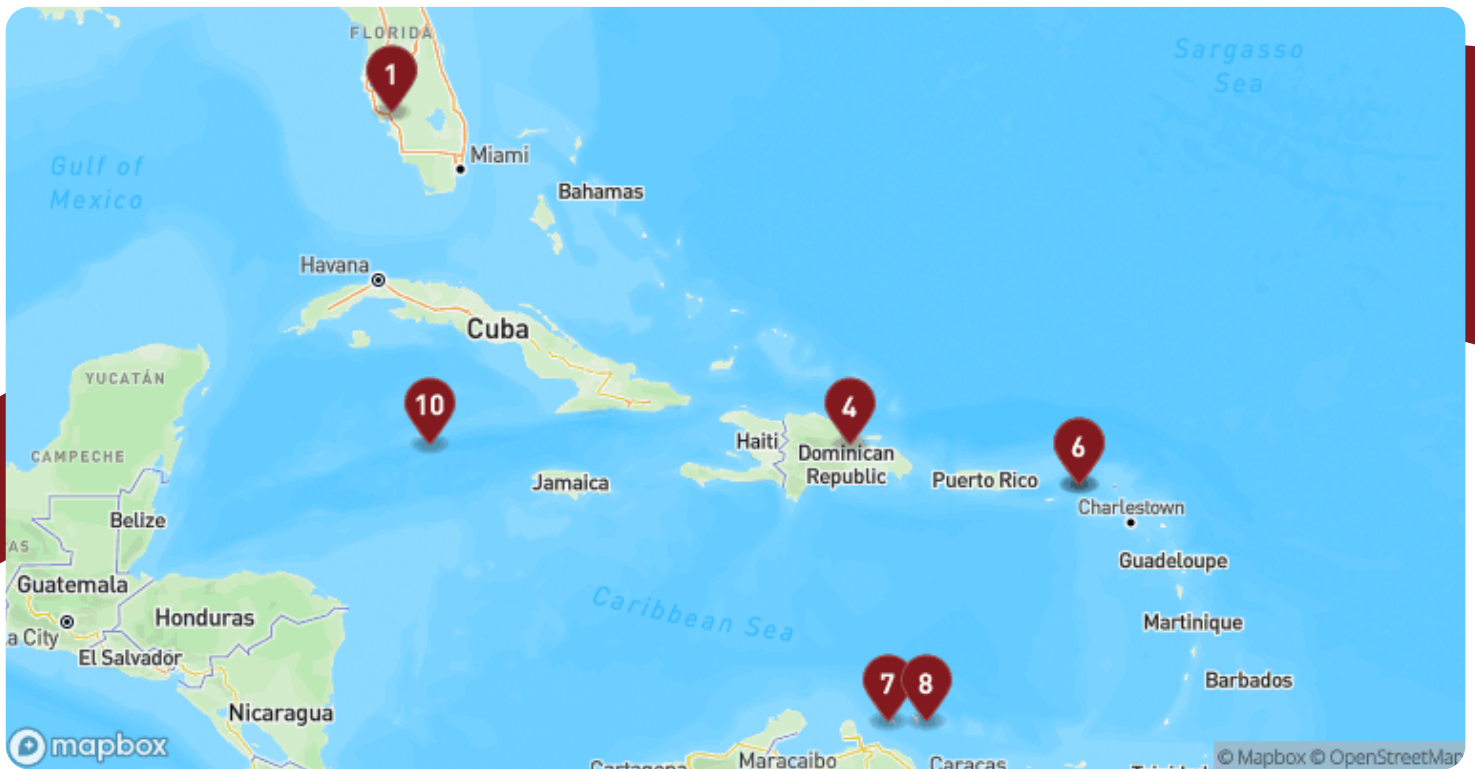 FLORIDA
1
Sargasso
Sea
Gulf of
Mexico
Miami
Bahamas
Havana
Cuba
YUCATÁN
10
4
6
CAMPECHE
Haiti
Dominican
Republic
Jamaica
Puerto Rico
Charlestown
Belize
AS
Guadeloupe
Guatemala
Caribbean Sea
Honduras
Martinique
a City
El Salvador
7
8
Barbados
Nicaragua
mapbox
Maracaibo
Caracas
© Mapbox © OpenStreetMap